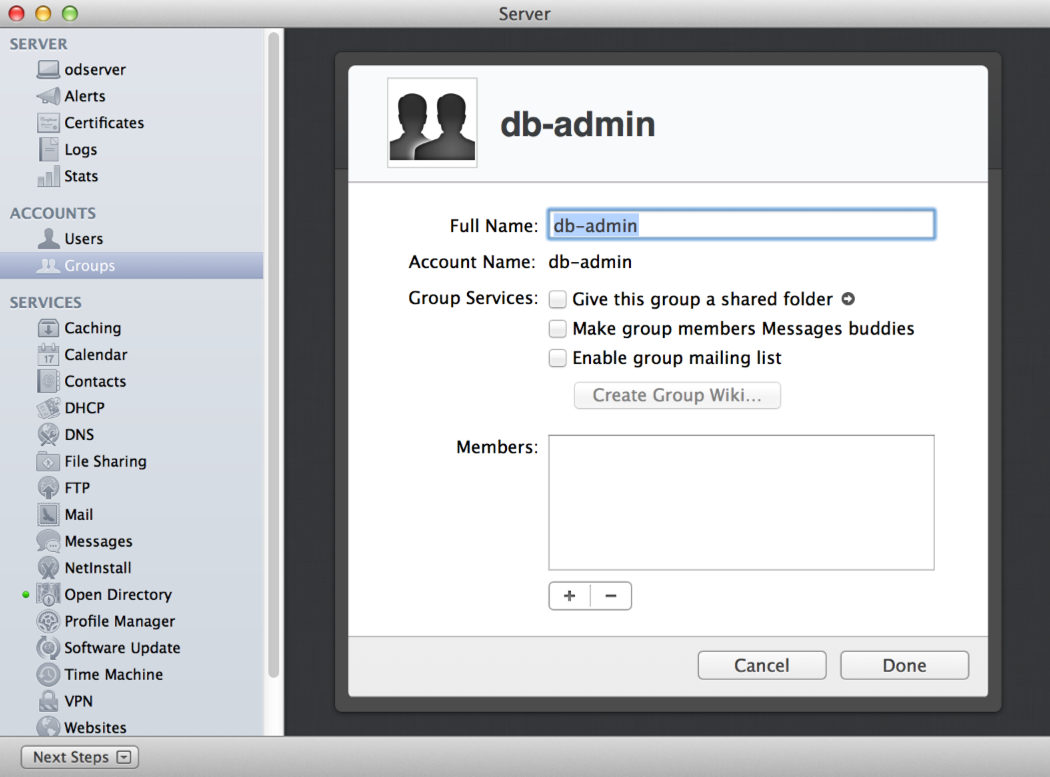 Server
SERVER
odserver
Alerts
Certificates
Logs
Stats
ACCOUNTS
Users
Groups
SERVICES
Caching
17
Calendar
Contacts
DHCP
DNS
File Sharing
FTP
Mail
Messages
NetInstall
Open Directory
Profile Manager
Software Update
Time Machine
VPN
Websites
Next Steps
db-admin
Full Name: db-admin
Account Name: db-admin
Group Services: Give this group a shared folder
Make group members Messages buddies
Enable group mailing list
Create Group Wiki...
Members:
+ −
Cancel Done